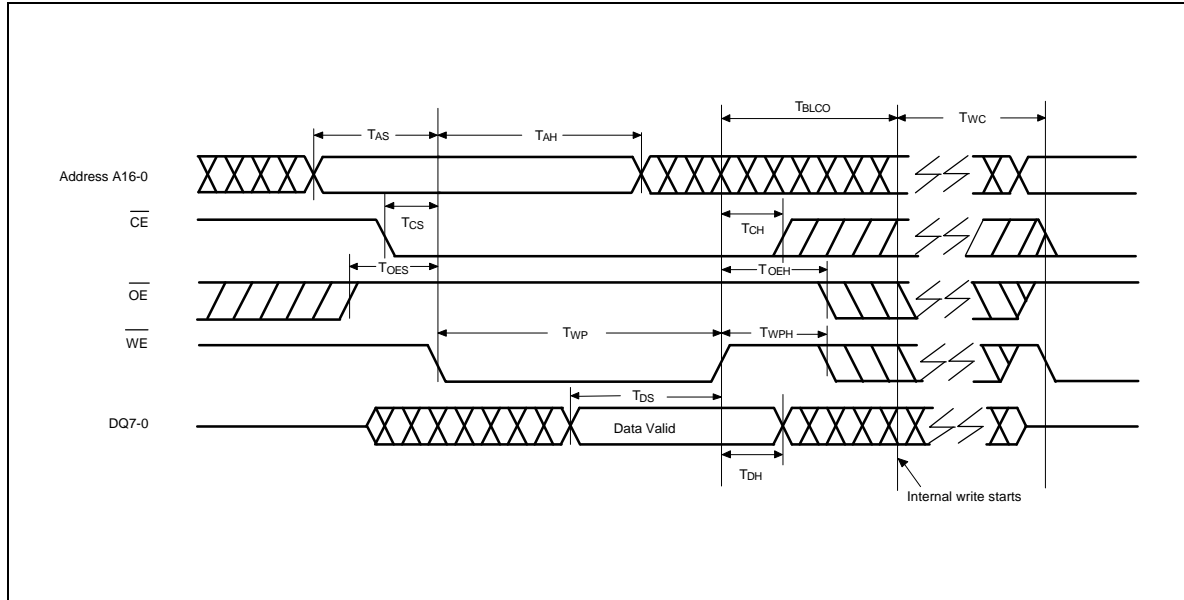 TBLCO
TWC
TAS
TAH
Address A16-0
CE
TCS
TCH
TOES
TOEH
OE
TWP
TWPH
WE
TDS
DQ7-0
Data Valid
TDH
Internal write starts